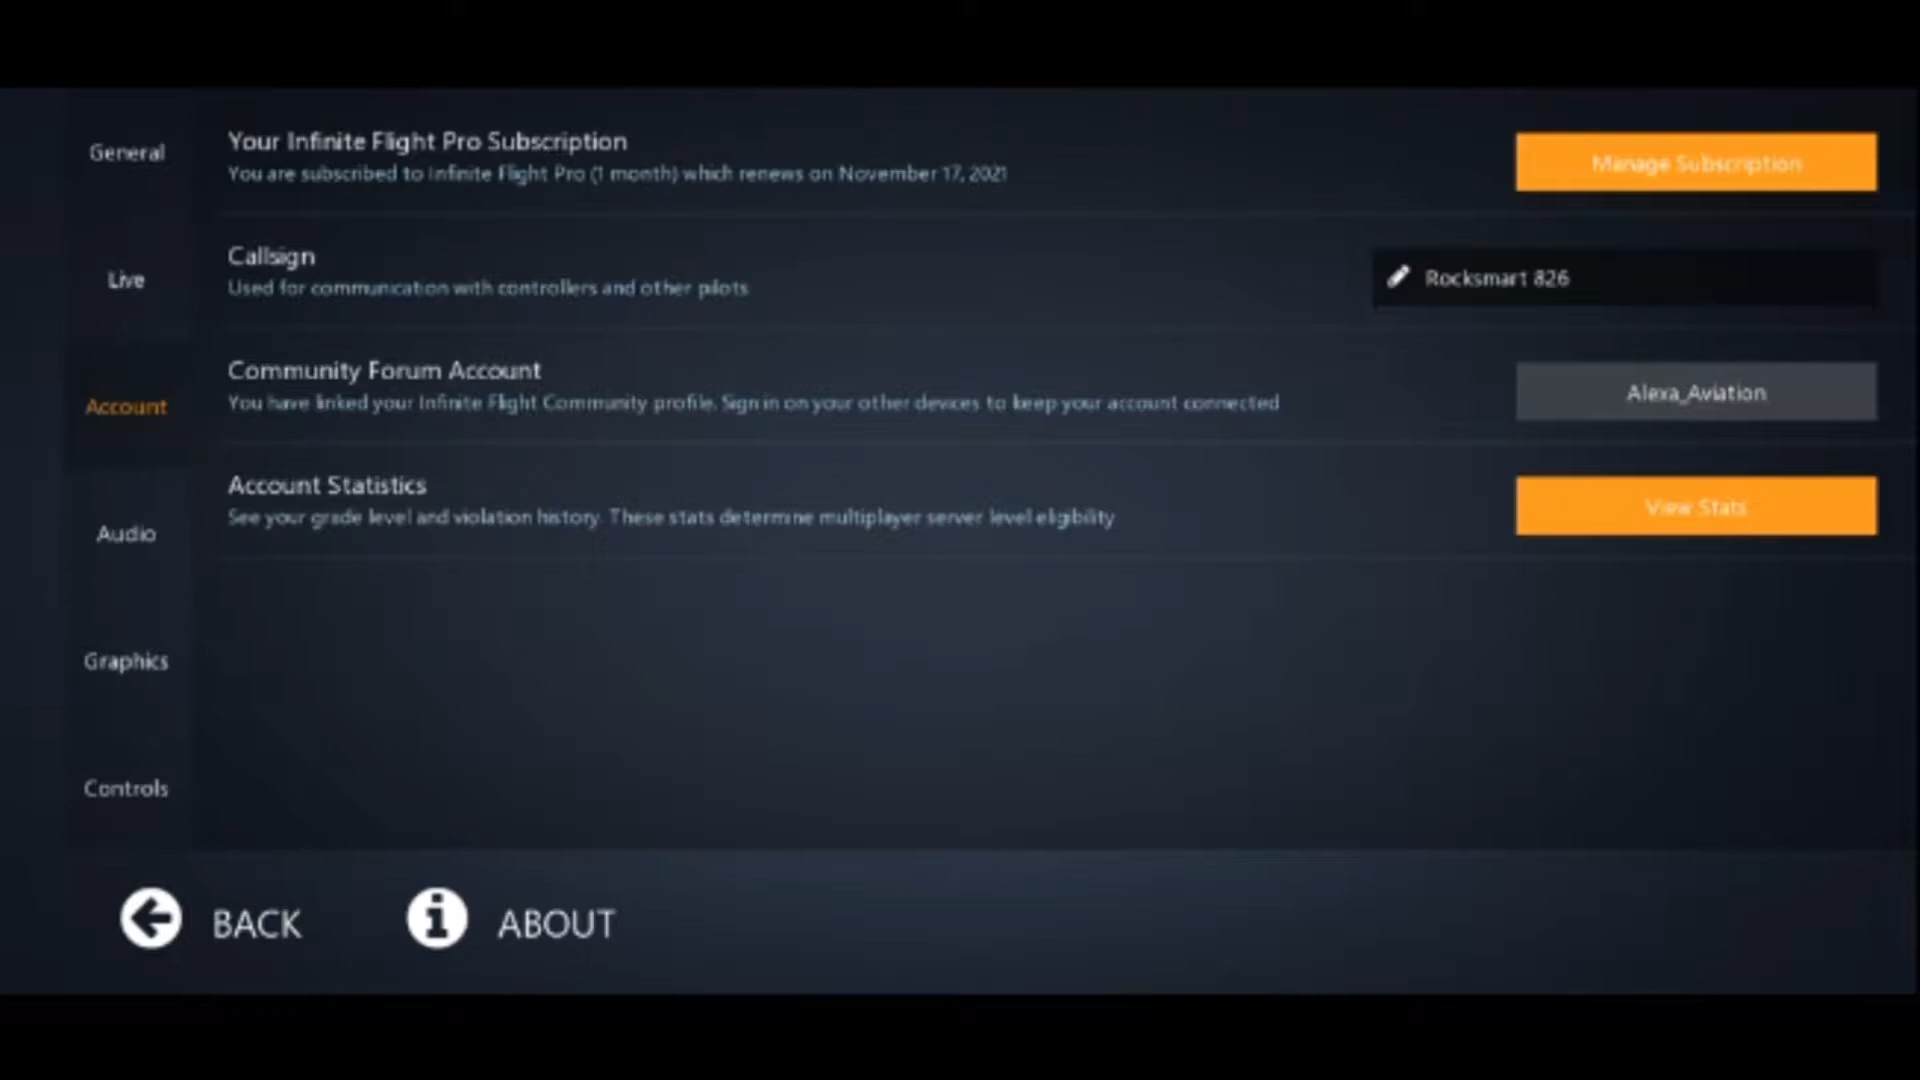 General
Live
Account
Audio
Graphics
Controls
Your Infinite Flight Pro Subscription
You are subscribed to Infinite Flight Pro (1 month) which renews on November 17, 2021
Manage Subscription
Callsign
Used for communication with controllers and other pilots
Rocksmart 826
Community Forum Account
You have linked your Infinite Flight Community profile. Sign in on your other devices to keep your account connected
Alexa_Aviation
Account Statistics
See your grade level and violation history. These stats determine multiplayer server level eligibility
View Stats
BACK
ABOUT